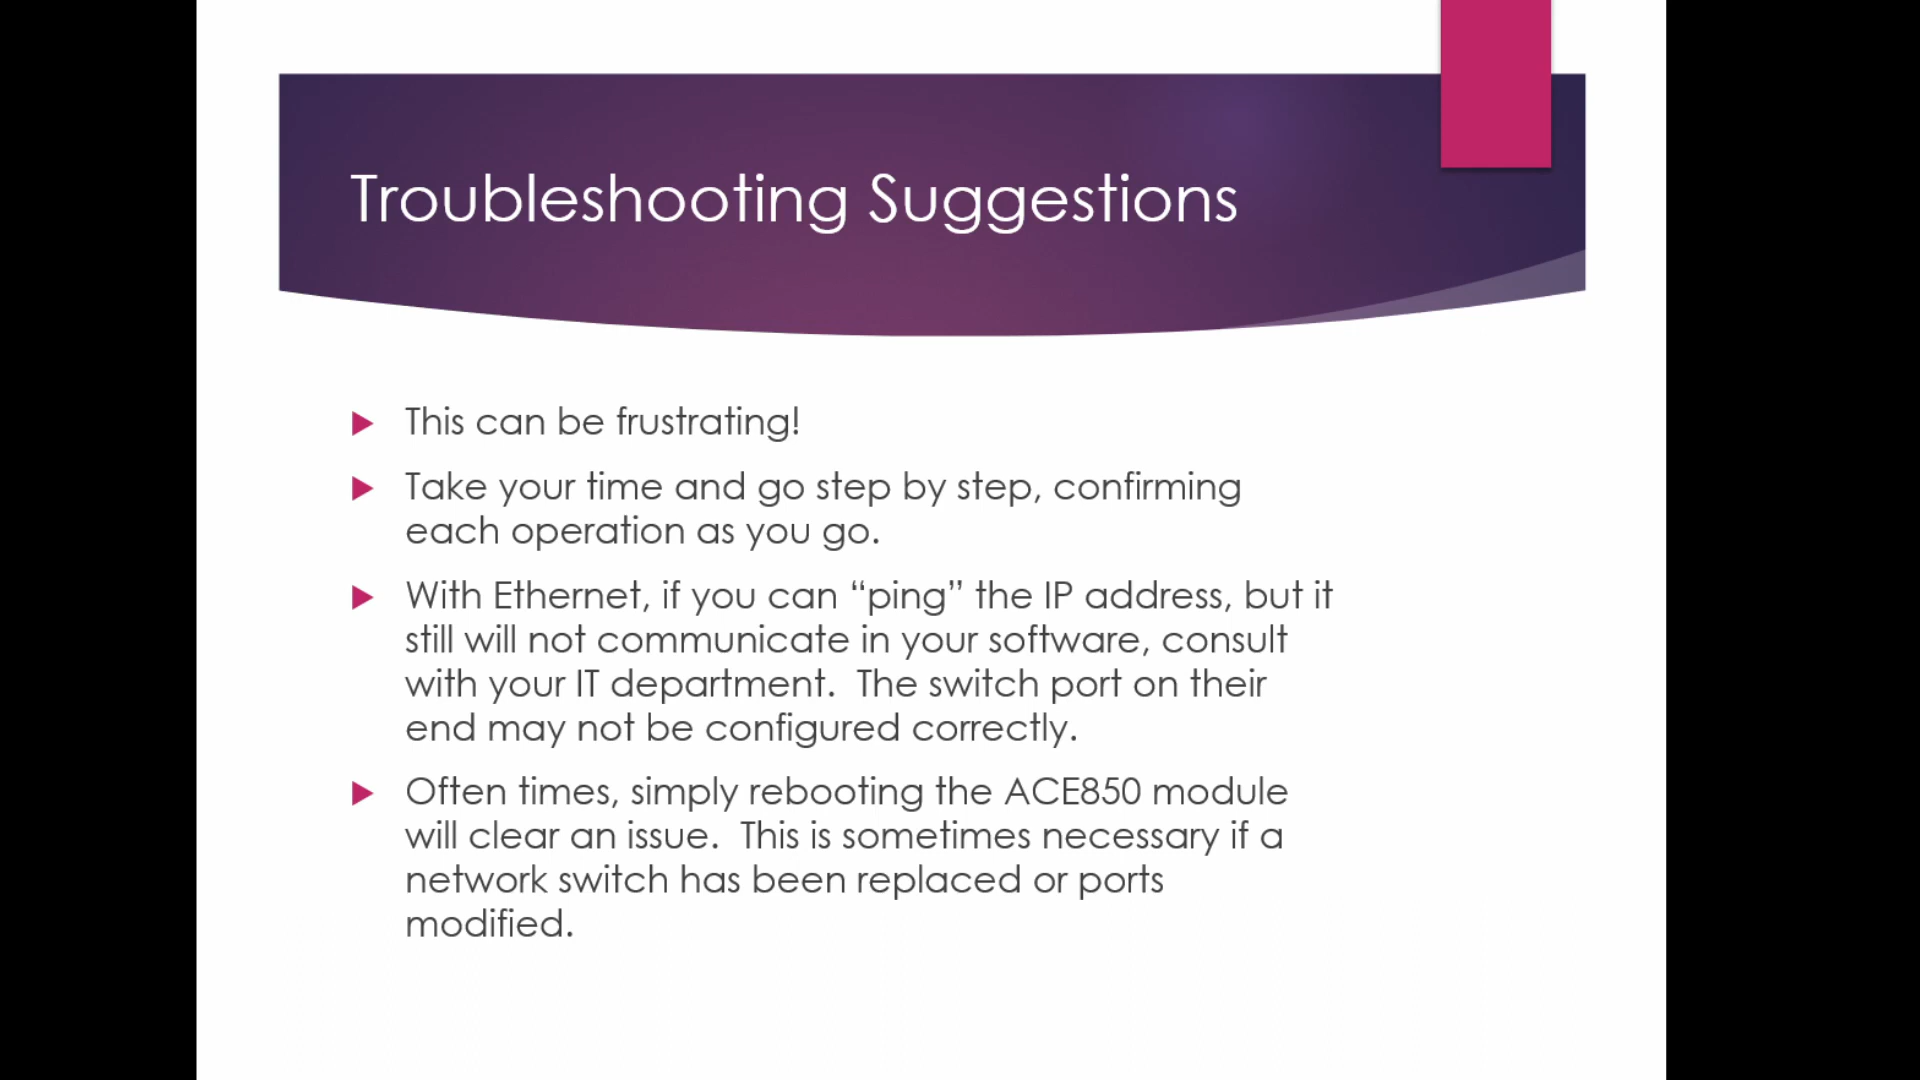 Troubleshooting Suggestions
This can be frustrating!
Take your time and go step by step, confirming
each operation as you go.
With Ethernet, if you can “ping” the IP address, but it
still will not communicate in your software, consult
with your IT department.  The switch port on their
end may not be configured correctly.
Often times, simply rebooting the ACE850 module
will clear an issue.  This is sometimes necessary if a
network switch has been replaced or ports
modified.